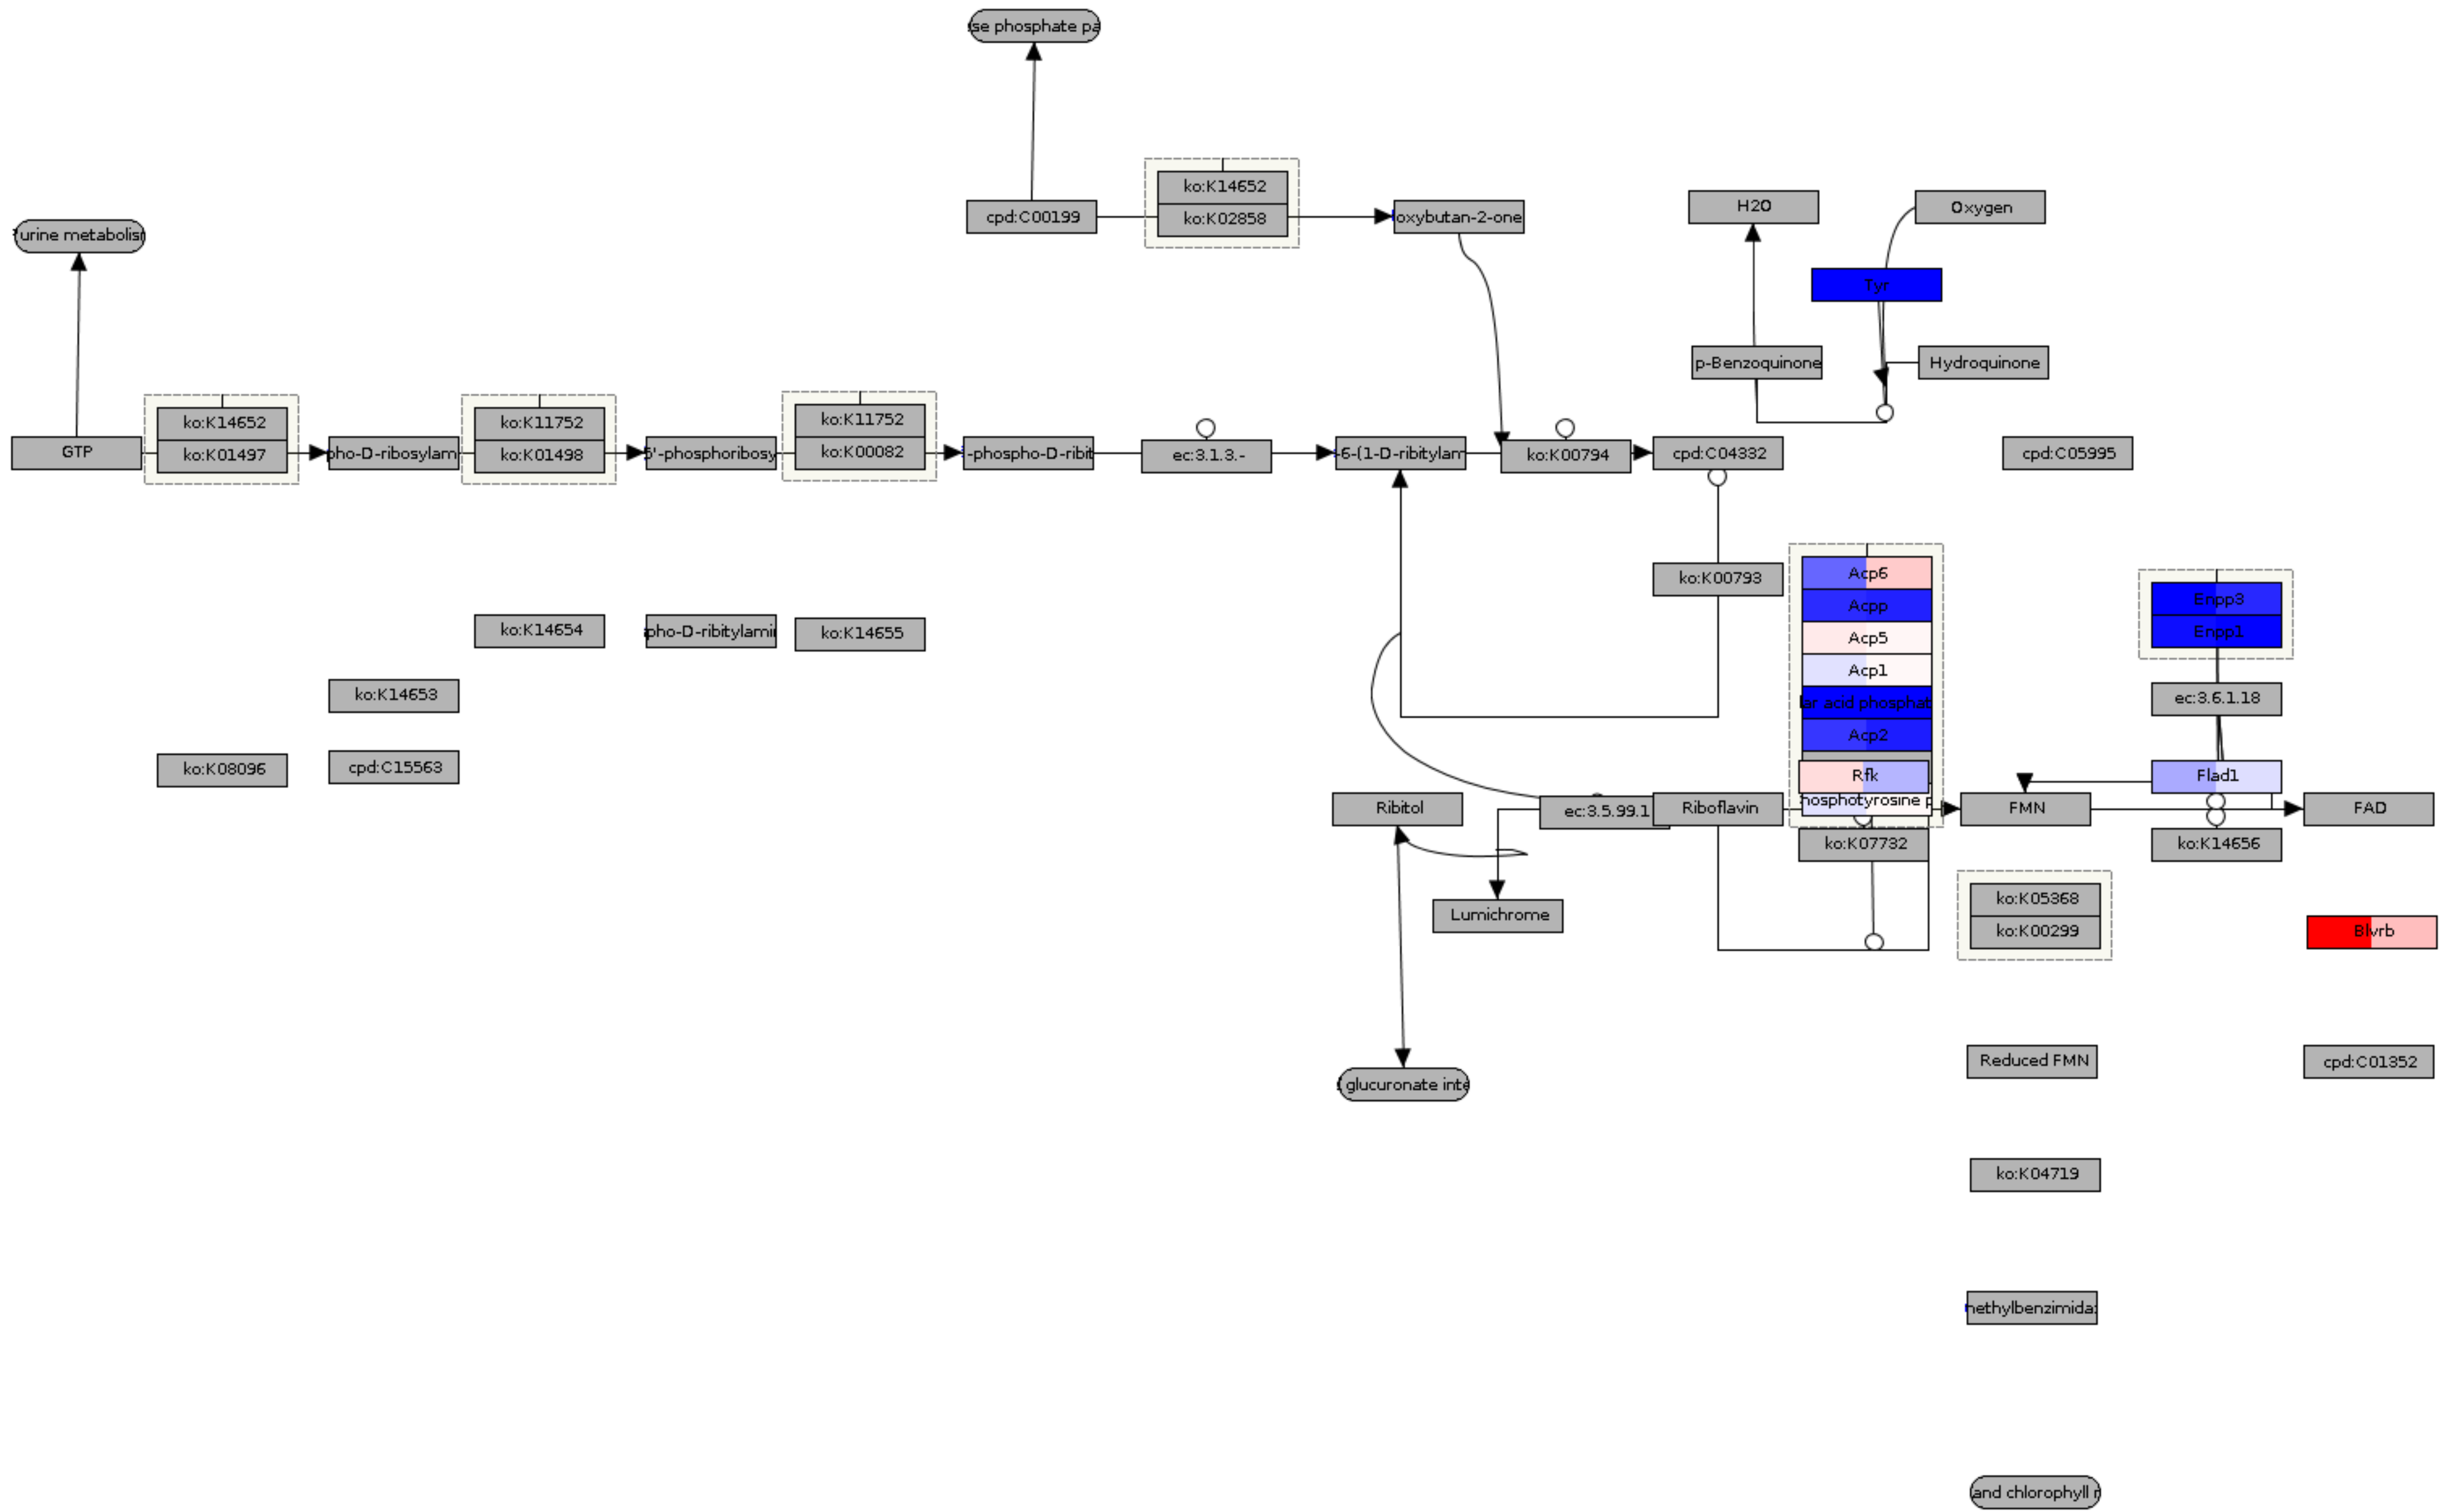 se phosphate pa
ko:K14652
cpd:C00199
ko:K02858
oxybutan-2-one
H2O
Oxygen
urine metabolisr
Tyr
p-Benzoquinone
Hydroquinone
ko:K14652
ko:K11752
ko:K11752
GTP
ko:K01497
pho-D-ribosylam
ko:K01498
5'-phosphoribosy
ko:K00082
-phospho-D-ribit
ec:3.1.3.-
-6-(1-D-ribitylam
ko:K00794
cpd:C04332
cpd:C05995
Acp6
ko:K00793
Acpp
Enpp3
ko:K14654
pho-D-ribitylami
ko:K14655
Acp5
Enpp1
Acp1
ko:K14653
ar acid phosphat
ec:3.6.1.18
Acp2
ko:K08096
cpd:C15563
Rfk
Flad1
Ribitol
ec:3.5.99.1
Riboflavin
hosphotyrosine p
FMN
FAD
ko:K07732
ko:K14656
Lumichrome
ko:K05368
ko:K00299
Blvrb
Reduced FMN
cpd:C01352
glucuronate inte
ko:K04719
nethylbenzimida
and chlorophyll r